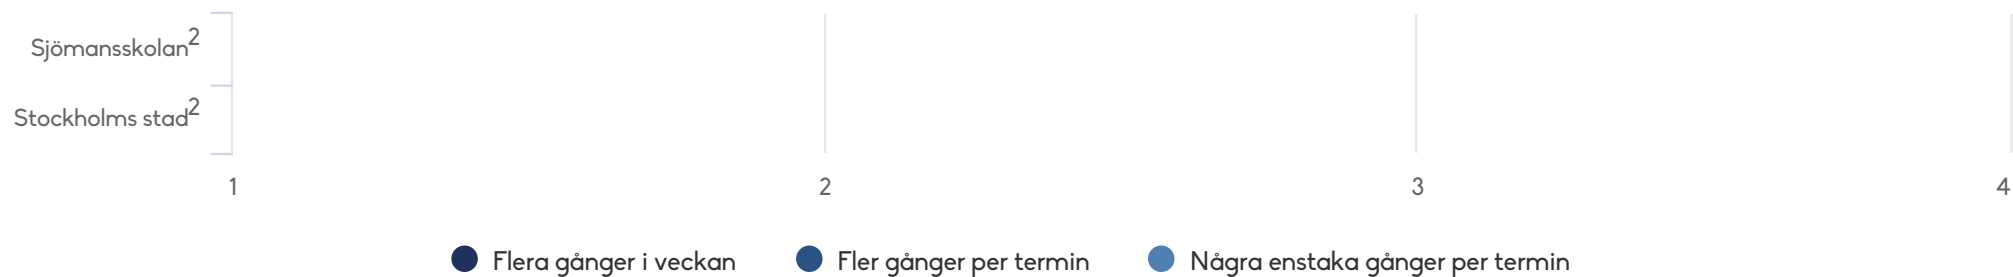 Sjömansskolan2
Stockholms stad2
1 2 3 4
Flera gånger i veckan Fler gånger per termin Några enstaka gånger per termin